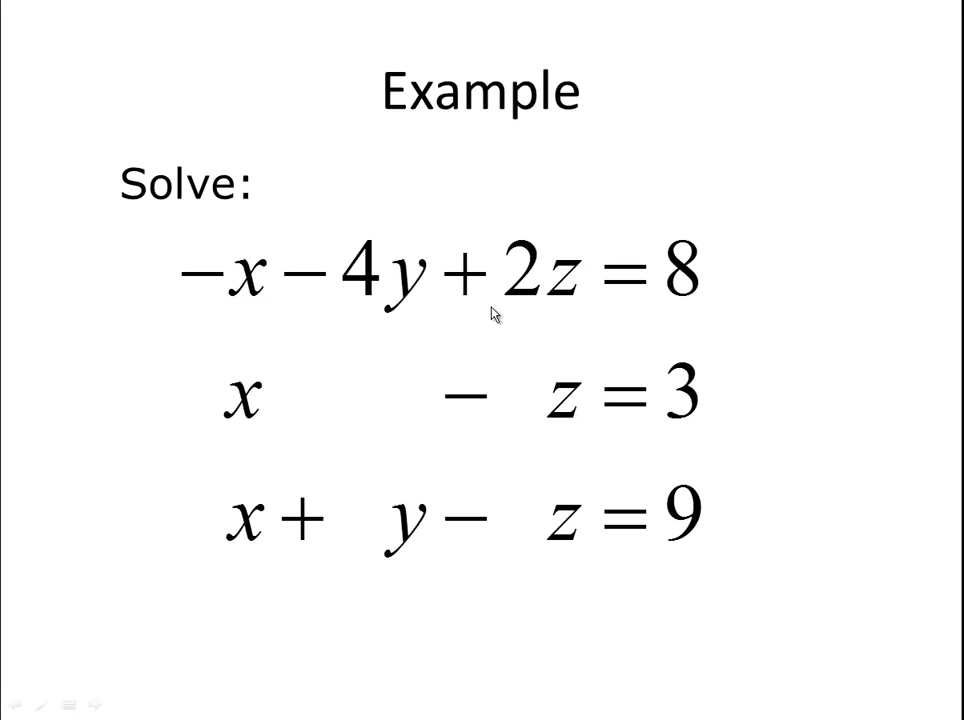 Example
Solve:
−x − 4y + 2z = 8
x − z = 3
x + y − z = 9